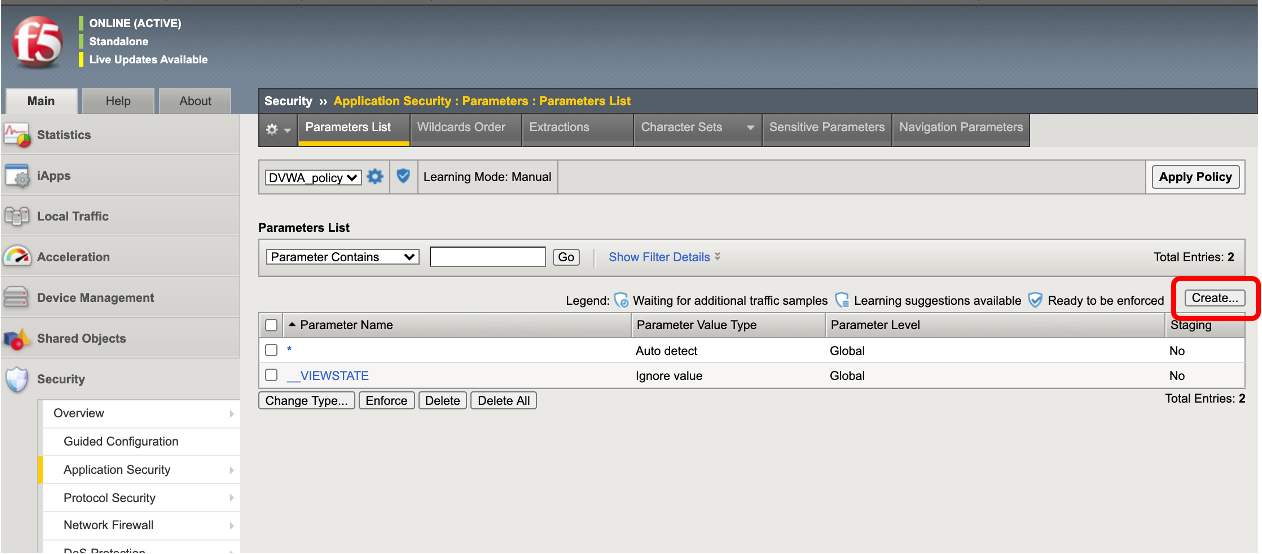 f5
ONLINE (ACTIVE)
Standalone
Live Updates Available
Main Help About
Security ›› Application Security : Parameters : Parameters List
Parameters List Wildcards Order Extractions Character Sets Sensitive Parameters Navigation Parameters
Statistics
iApps
Local Traffic
Acceleration
Device Management
Shared Objects
Security
Overview
Guided Configuration
Application Security
Protocol Security
Network Firewall
DoS Protection
DVWA_policy Learning Mode: Manual Apply Policy
Parameters List
Parameter Contains Go Show Filter Details Total Entries: 2
Legend: Waiting for additional traffic samples Learning suggestions available Ready to be enforced Create...
Parameter Name Parameter Value Type Parameter Level Staging
* Auto detect Global No
__VIEWSTATE Ignore value Global No
Change Type... Enforce Delete Delete All Total Entries: 2